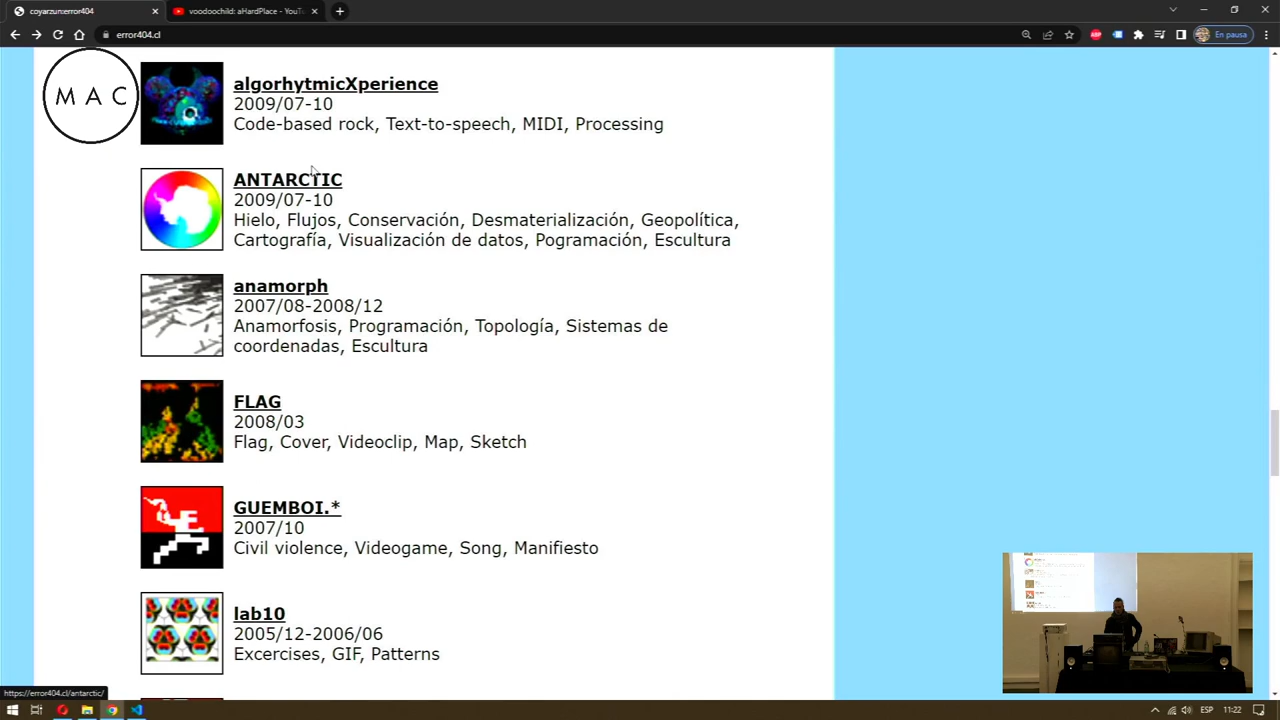 coyarzun:error404
voodoochild: aHardPlace - YouTu
error404.cl
ABP
En pausa
M A C
algorhytmicXperience
2009/07-10
Code-based rock, Text-to-speech, MIDI, Processing
ANTARCTIC
2009/07-10
Hielo, Flujos, Conservación, Desmaterialización, Geopolítica,
Cartografía, Visualización de datos, Pogramación, Escultura
anamorph
2007/08-2008/12
Anamorfosis, Programación, Topología, Sistemas de
coordenadas, Escultura
FLAG
2008/03
Flag, Cover, Videoclip, Map, Sketch
GUEMBOI.*
2007/10
Civil violence, Videogame, Song, Manifiesto
lab10
2005/12-2006/06
Excercises, GIF, Patterns
https://error404.cl/antarctic/
ESP
11:22